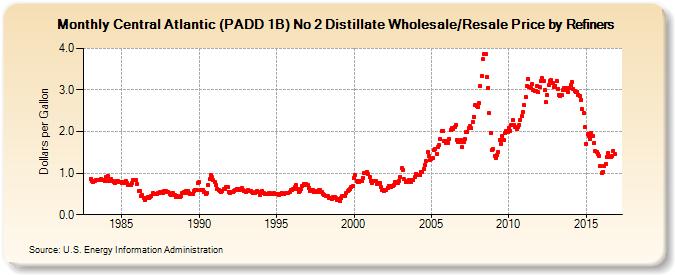 Monthly Central Atlantic (PADD 1B) No 2 Distillate Wholesale/Resale Price by Refiners
Dollars per Gallon
4.0
3.0
2.0
1.0
0.0
1985 1990 1995 2000 2005 2010 2015
Source: U.S. Energy Information Administration